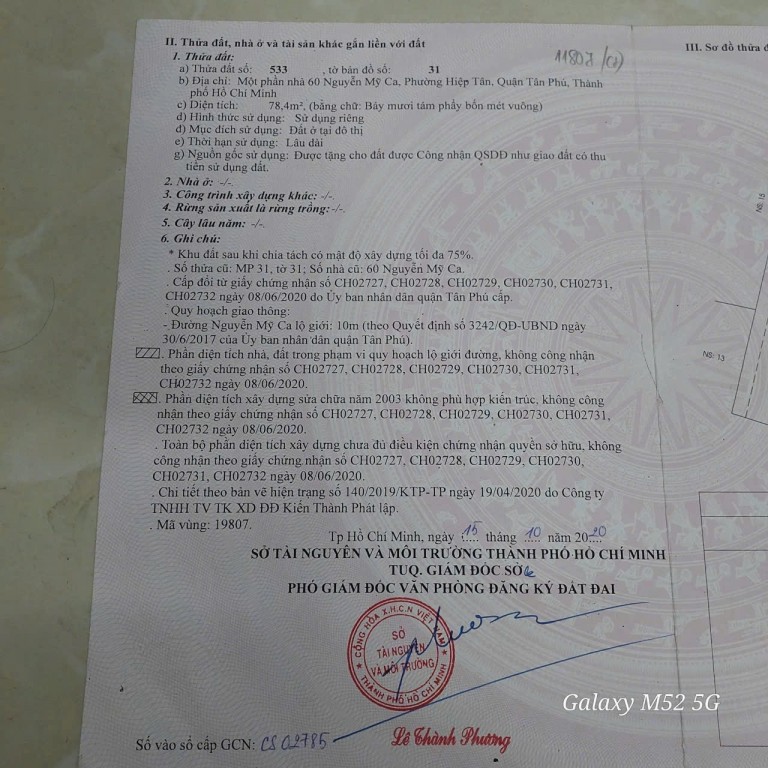 II. Thửa đất, nhà ở và tài sản khác gắn liền với đất
III. Sơ đồ thửa đ
11807 (01)
1. Thửa đất:
a) Thửa đất số: 533 , tờ bản đồ số: 31
b) Địa chỉ: Một phần nhà 60 Nguyễn Mỹ Ca, Phường Hiệp Tân, Quận Tân Phú, Thành
phố Hồ Chí Minh
c) Diện tích: 78,4m², (bằng chữ: Bảy mươi tám phẩy bốn mét vuông)
d) Hình thức sử dụng: Sử dụng riêng
đ) Mục đích sử dụng: Đất ở tại đô thị
e) Thời hạn sử dụng: Lâu dài
g) Nguồn gốc sử dụng: Được tặng cho đất được Công nhận QSDĐ như giao đất có thu
tiền sử dụng đất.
2. Nhà ở: -/-.
3. Công trình xây dựng khác: -/-.
4. Rừng sản xuất là rừng trồng: -/-.
5. Cây lâu năm: -/-.
6. Ghi chú:
* Khu đất sau khi chia tách có mật độ xây dựng tối đa 75%.
. Số thửa cũ: MP 31, tờ 31; Số nhà cũ: 60 Nguyễn Mỹ Ca.
. Cấp đổi từ giấy chứng nhận số CH02727, CH02728, CH02729, CH02730, CH02731,
CH02732 ngày 08/06/2020 do Ủy ban nhân dân quận Tân Phú cấp.
. Quy hoạch giao thông:
- Đường Nguyễn Mỹ Ca lộ giới: 10m (theo Quyết định số 3242/QĐ-UBND ngày
30/6/2017 của Ủy ban nhân dân quận Tân Phú).
. Phần diện tích nhà, đất trong phạm vi quy hoạch lộ giới đường, không công nhận
theo giấy chứng nhận số CH02727, CH02728, CH02729, CH02730, CH02731,
CH02732 ngày 08/06/2020.
. Phần diện tích xây dựng sửa chữa năm 2003 không phù hợp kiến trúc, không công
nhận theo giấy chứng nhận số CH02727, CH02728, CH02729, CH02730, CH02731,
CH02732 ngày 08/06/2020.
. Toàn bộ phần diện tích xây dựng chưa đủ điều kiện chứng nhận quyền sở hữu, không
công nhận theo giấy chứng nhận số CH02727, CH02728, CH02729, CH02730,
CH02731, CH02732 ngày 08/06/2020.
. Chi tiết theo bản vẽ hiện trạng số 140/2019/KTP-TP ngày 19/04/2020 do Công ty
TNHH TV TK XD ĐĐ Kiến Thành Phát lập.
. Mã vùng: 19807.
Tp Hồ Chí Minh, ngày 15 tháng 10 năm 2020
SỞ TÀI NGUYÊN VÀ MÔI TRƯỜNG THÀNH PHỐ HỒ CHÍ MINH
TUQ. GIÁM ĐỐC SỞ
PHÓ GIÁM ĐỐC VĂN PHÒNG ĐĂNG KÝ ĐẤT ĐAI
CỘNG HÒA X.H.C.N VIỆT NAM
SỞ
TÀI NGUYÊN
VÀ MÔI TRƯỜNG
THÀNH PHỐ HỒ CHÍ MINH
Số vào sổ cấp GCN: CS 02785
Lê Thành Phương
NS: 15
NS: 13
Galaxy M52 5G